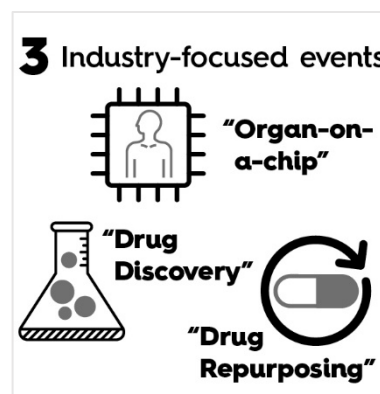 3 Industry-focused events
“Organ-on-
a-chip”
“Drug
Discovery”
“Drug
Repurposing”